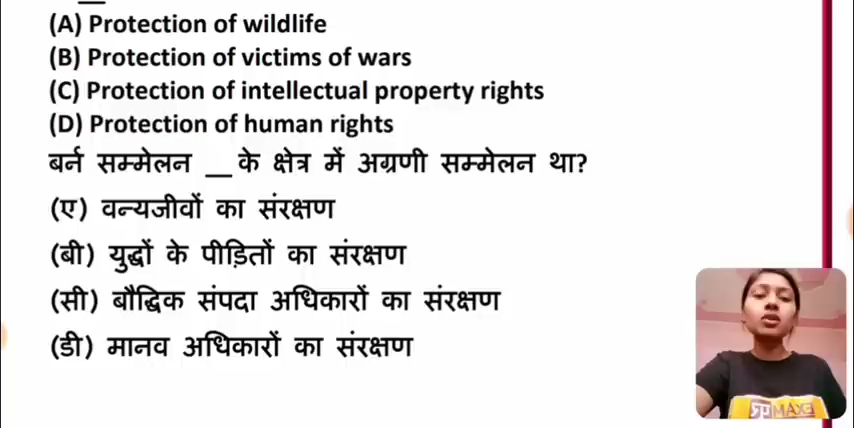 (A) Protection of wildlife
(B) Protection of victims of wars
(C) Protection of intellectual property rights
(D) Protection of human rights
बर्न सम्मेलन __ के क्षेत्र में अग्रणी सम्मेलन था?
(ए) वन्यजीवों का संरक्षण
(बी) युद्धों के पीड़ितों का संरक्षण
(सी) बौद्धिक संपदा अधिकारों का संरक्षण
(डी) मानव अधिकारों का संरक्षण